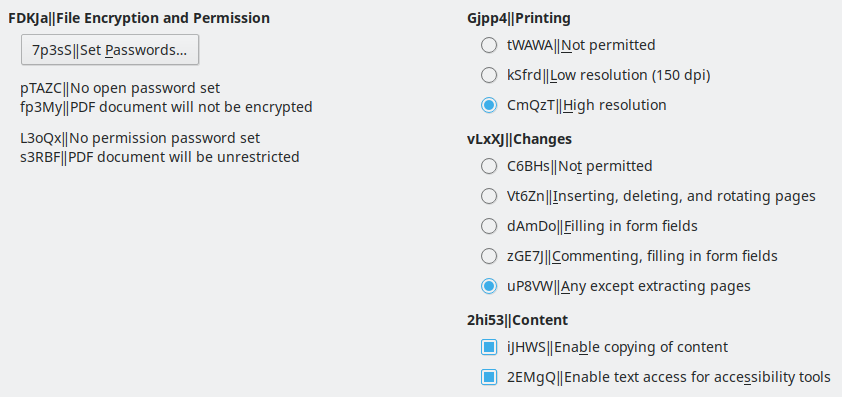 FDKJa||File Encryption and Permission
7p3sS||Set Passwords...
pTAZC||No open password set
fp3My||PDF document will not be encrypted
L3oQx||No permission password set
s3RBF||PDF document will be unrestricted
Gjpp4||Printing
tWAWA||Not permitted
kSfrd||Low resolution (150 dpi)
CmQzT||High resolution
vLxXJ||Changes
C6BHs||Not permitted
Vt6Zn||Inserting, deleting, and rotating pages
dAmDo||Filling in form fields
zGE7J||Commenting, filling in form fields
uP8VW||Any except extracting pages
2hi53||Content
iJHWS||Enable copying of content
2EMgQ||Enable text access for accessibility tools